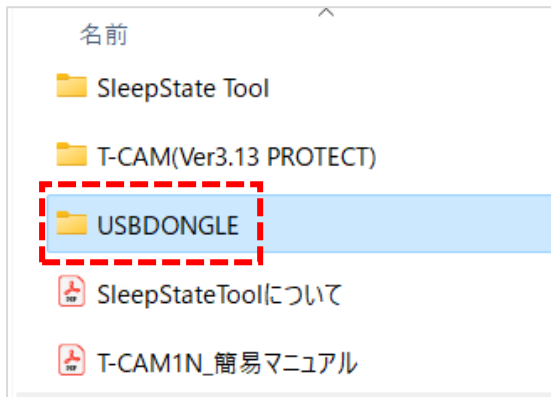 名前
SleepState Tool
T-CAM(Ver3.13 PROTECT)
USBDONGLE
SleepStateToolについて
T-CAM1N_簡易マニュアル